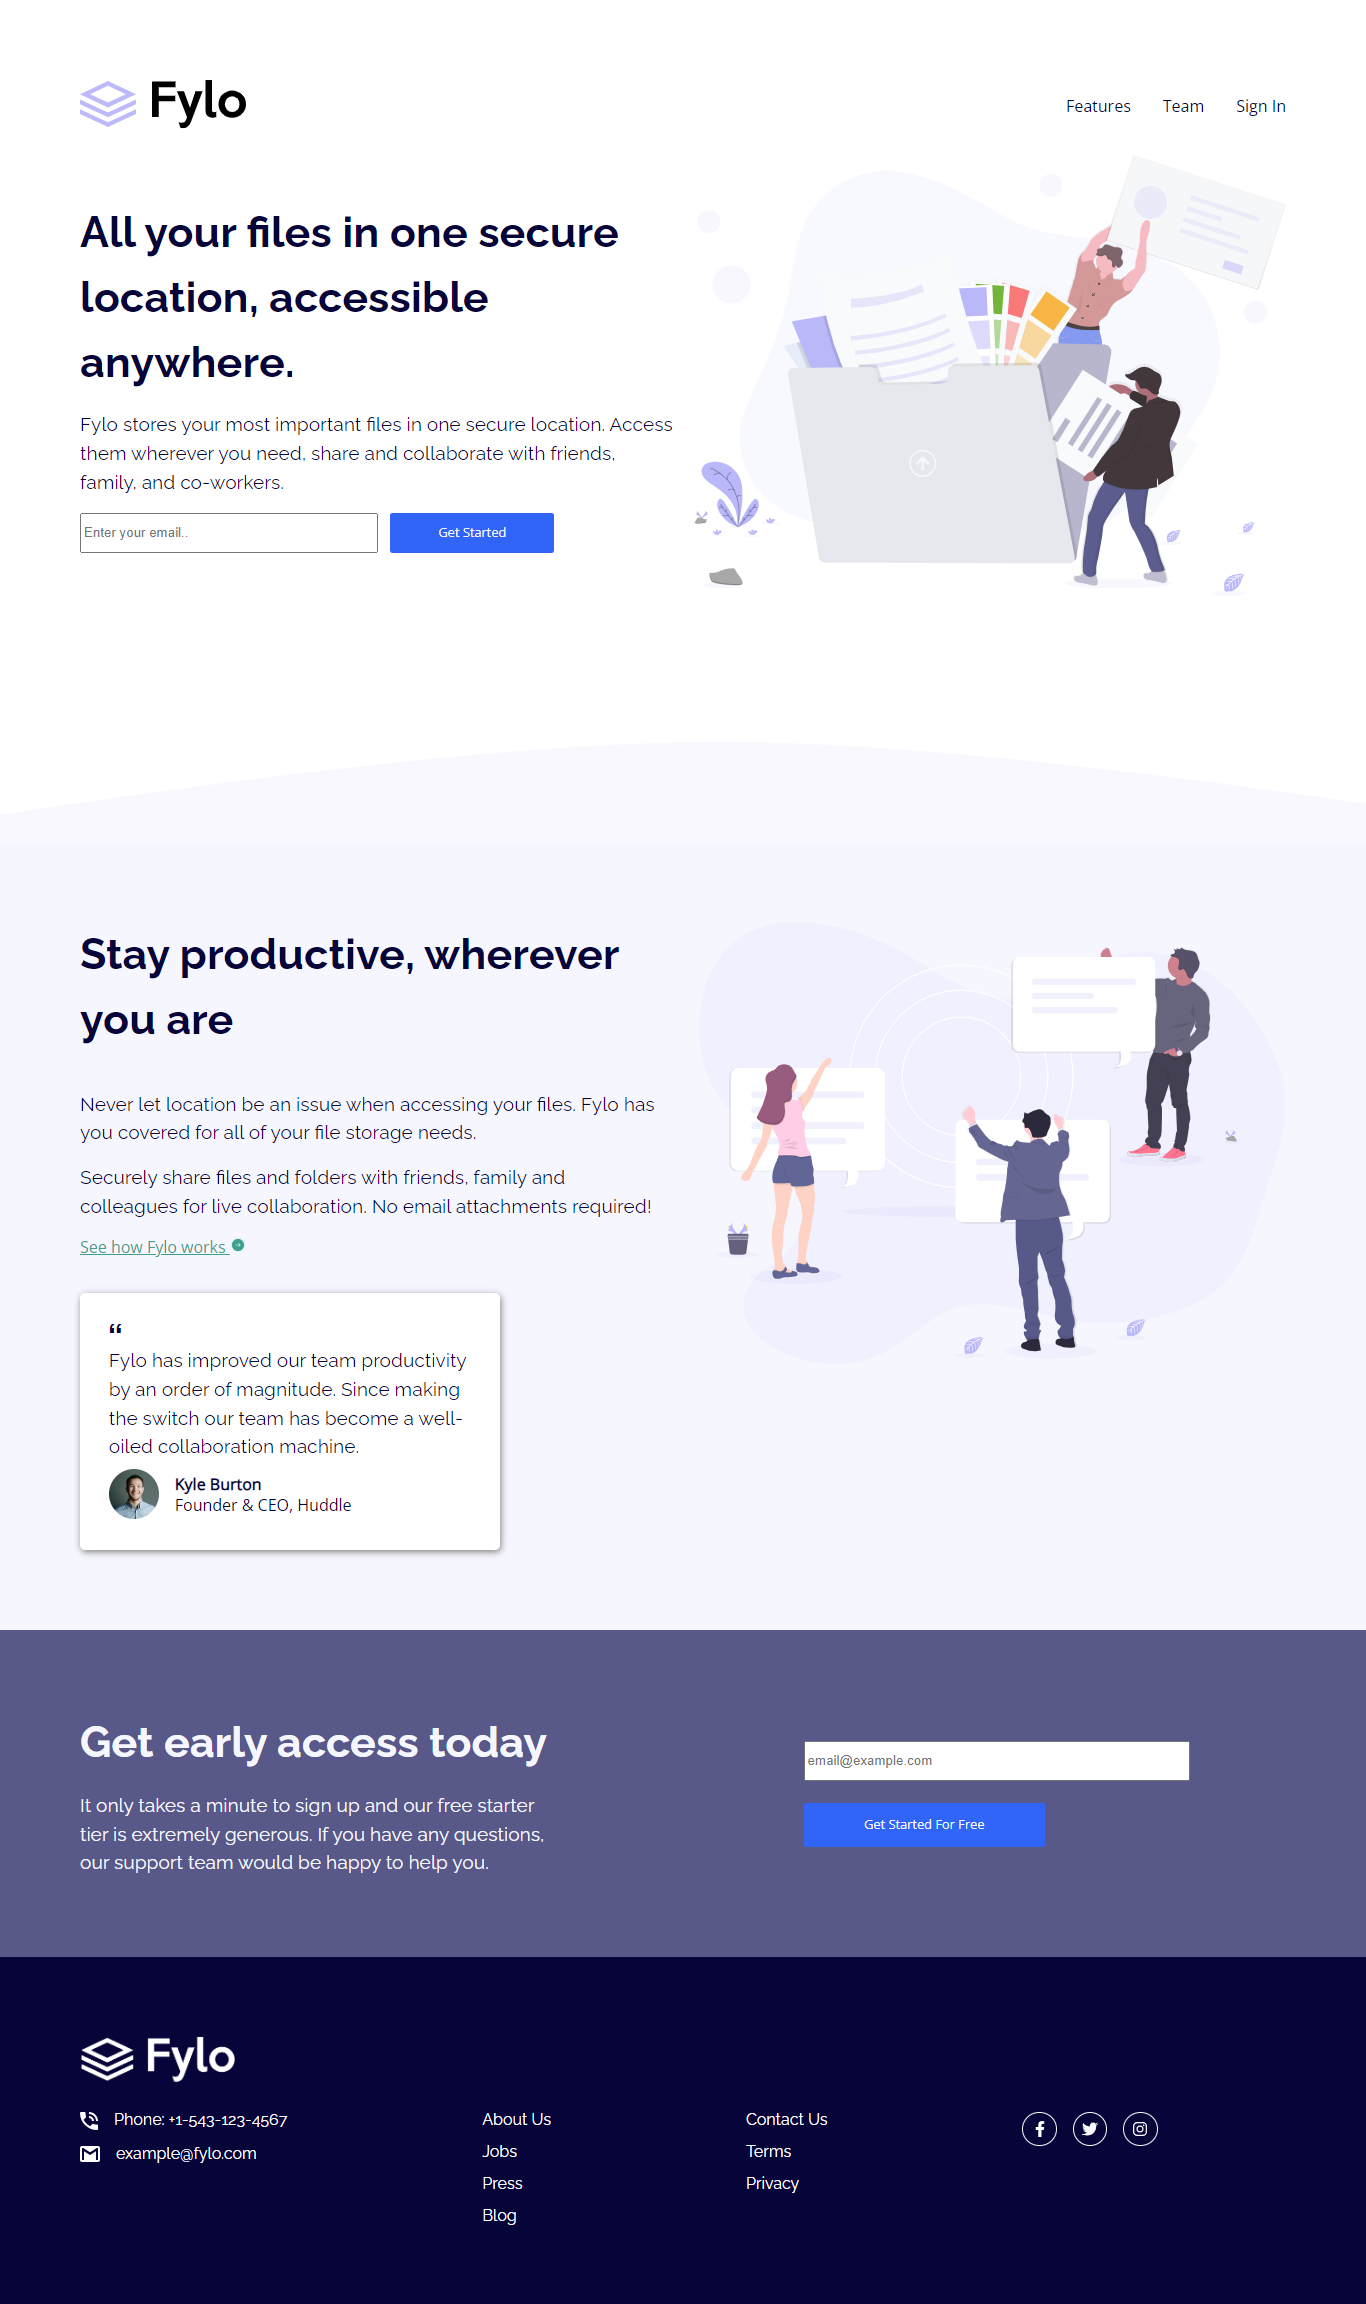 Fylo
Features Team Sign In
All your files in one secure
location, accessible
anywhere.
Fylo stores your most important files in one secure location. Access
them wherever you need, share and collaborate with friends,
family, and co-workers.
Enter your email..
Get Started
Stay productive, wherever
you are
Never let location be an issue when accessing your files. Fylo has
you covered for all of your file storage needs.
Securely share files and folders with friends, family and
colleagues for live collaboration. No email attachments required!
See how Fylo works
“
Fylo has improved our team productivity
by an order of magnitude. Since making
the switch our team has become a well-
oiled collaboration machine.
Kyle Burton
Founder & CEO, Huddle
Get early access today
It only takes a minute to sign up and our free starter
tier is extremely generous. If you have any questions,
our support team would be happy to help you.
email@example.com
Get Started For Free
Fylo
Phone: +1-543-123-4567
example@fylo.com
About Us
Jobs
Press
Blog
Contact Us
Terms
Privacy